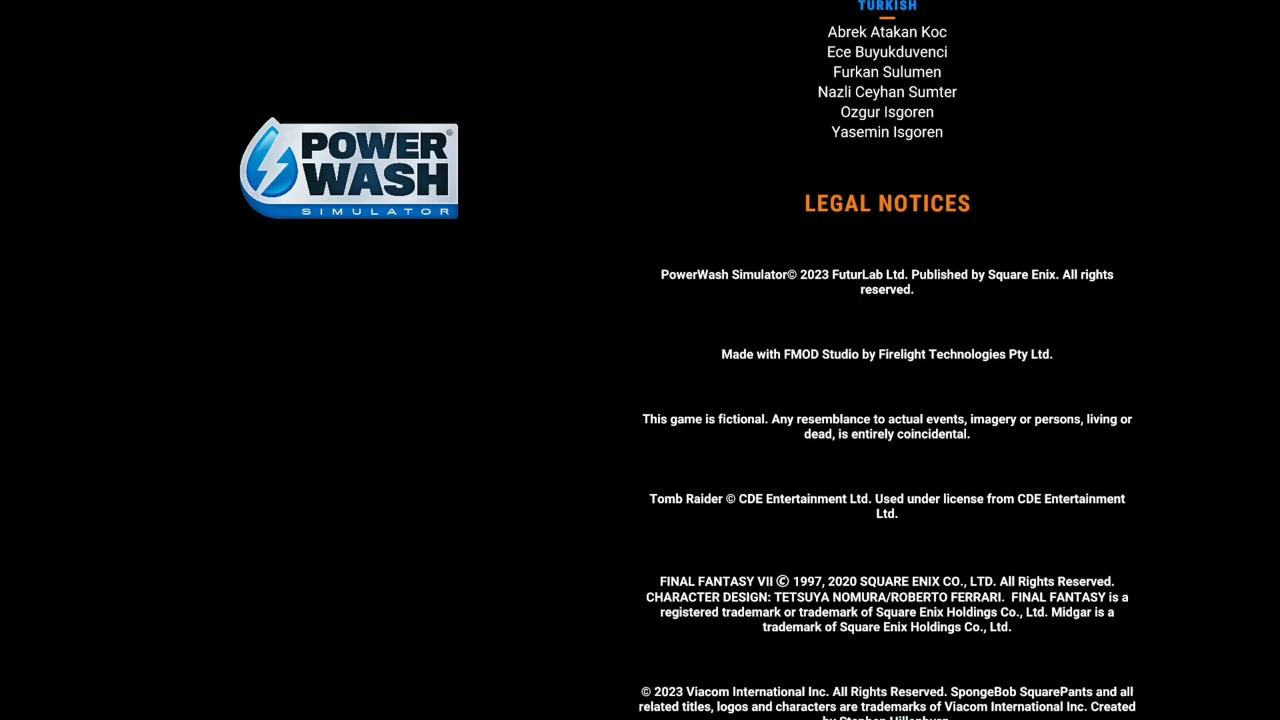 TURKISH
Abrek Atakan Koc
Ece Buyukduvenci
Furkan Sulumen
Nazli Ceyhan Sumter
Ozgur Isgoren
Yasemin Isgoren
POWER®
WASH
SIMULATOR
LEGAL NOTICES
PowerWash Simulator© 2023 FuturLab Ltd. Published by Square Enix. All rights
reserved.
Made with FMOD Studio by Firelight Technologies Pty Ltd.
This game is fictional. Any resemblance to actual events, imagery or persons, living or
dead, is entirely coincidental.
Tomb Raider © CDE Entertainment Ltd. Used under license from CDE Entertainment
Ltd.
FINAL FANTASY VII © 1997, 2020 SQUARE ENIX CO., LTD. All Rights Reserved.
CHARACTER DESIGN: TETSUYA NOMURA/ROBERTO FERRARI. FINAL FANTASY is a
registered trademark or trademark of Square Enix Holdings Co., Ltd. Midgar is a
trademark of Square Enix Holdings Co., Ltd.
© 2023 Viacom International Inc. All Rights Reserved. SpongeBob SquarePants and all
related titles, logos and characters are trademarks of Viacom International Inc. Created
by Stephen Hillenburg.